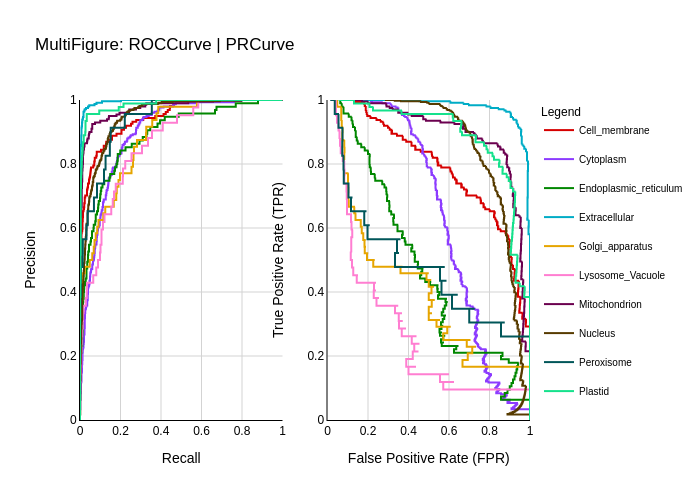 MultiFigure: ROCCurve | PRCurve
Precision
1
0.8
0.6
0.4
0.2
0
0 0.2 0.4 0.6 0.8 1
Recall
True Positive Rate (TPR)
1
0.8
0.6
0.4
0.2
0
0 0.2 0.4 0.6 0.8 1
False Positive Rate (FPR)
Legend
Cell_membrane
Cytoplasm
Endoplasmic_reticulum
Extracellular
Golgi_apparatus
Lysosome_Vacuole
Mitochondrion
Nucleus
Peroxisome
Plastid